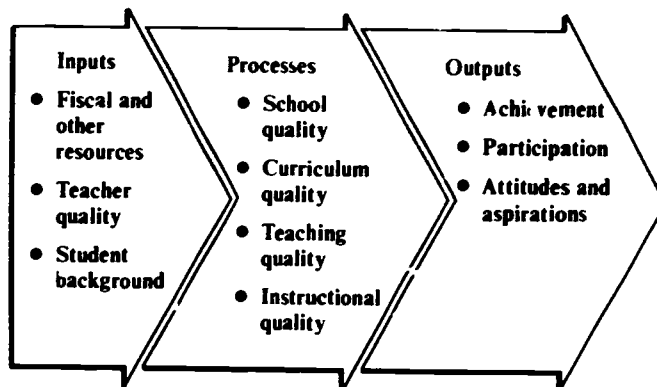 Inputs
● Fiscal and
other
resources
● Teacher
quality
● Student
background
Processes
● School
quality
● Curriculum
quality
● Teaching
quality
● Instructional
quality
Outputs
● Achievement
● Participation
● Attitudes and
aspirations